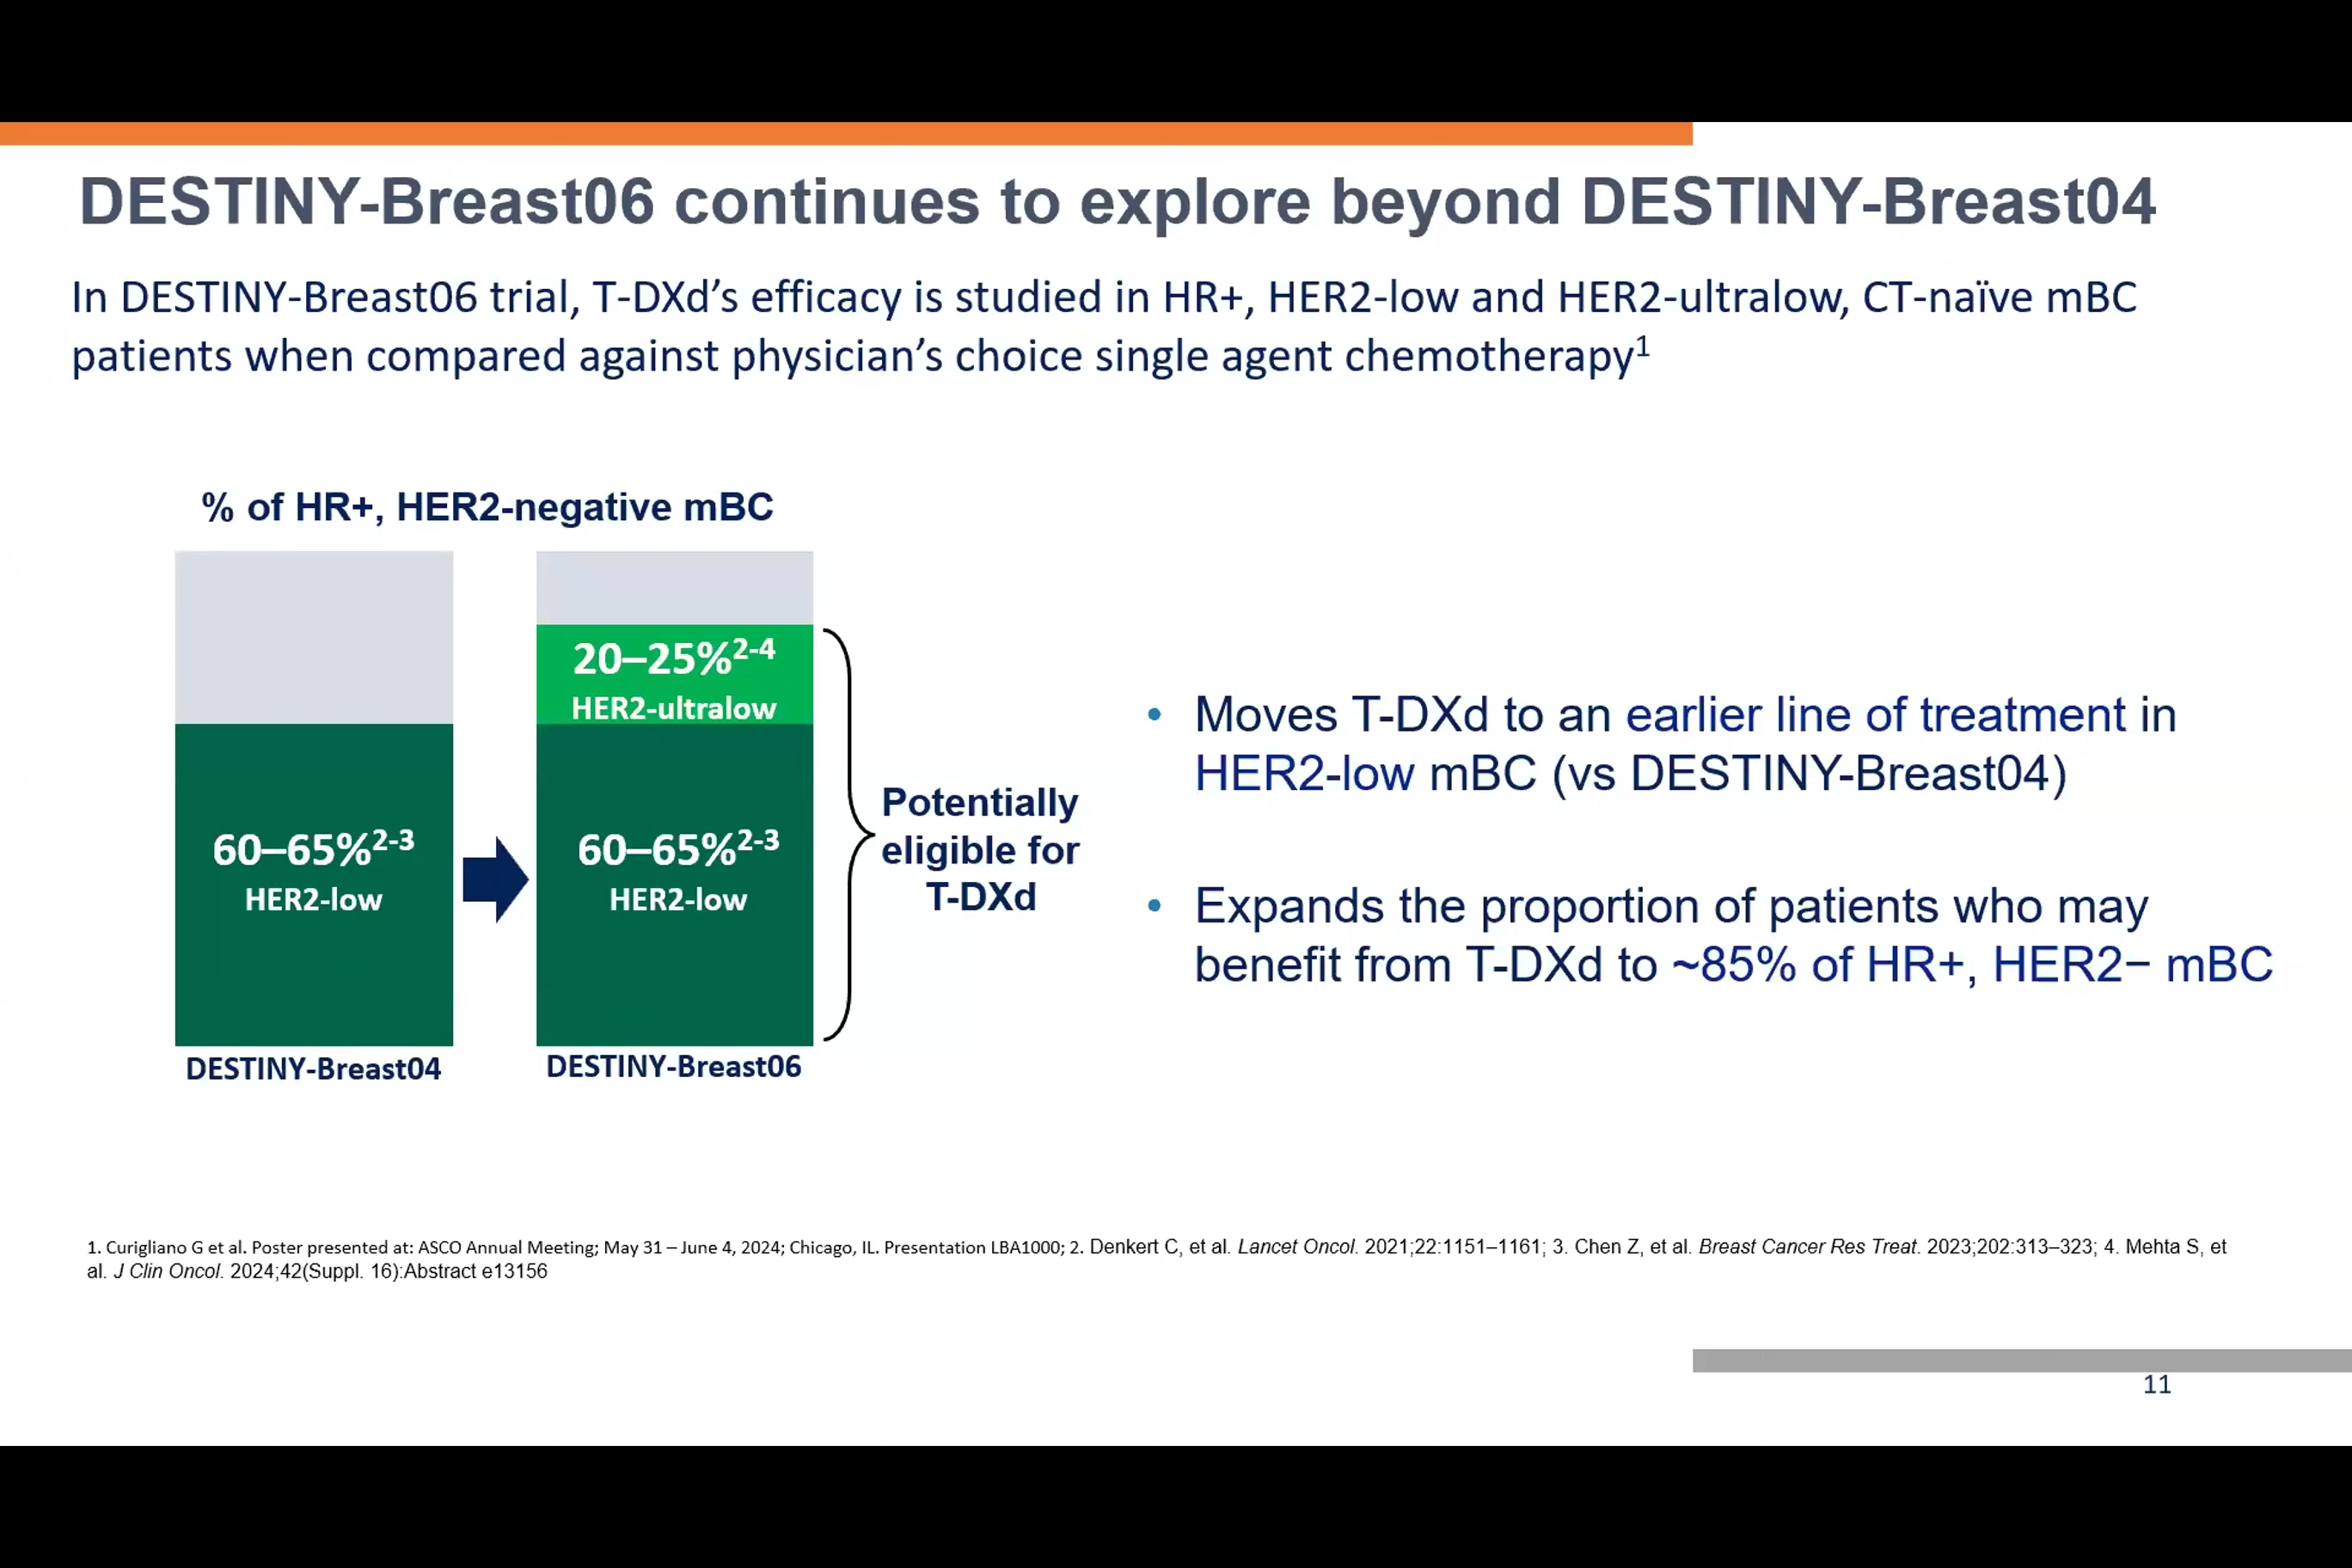 DESTINY-Breast06 continues to explore beyond DESTINY-Breast04
In DESTINY-Breast06 trial, T-DXd’s efficacy is studied in HR+, HER2-low and HER2-ultralow, CT-naïve mBC
patients when compared against physician’s choice single agent chemotherapy¹
% of HR+, HER2-negative mBC
60–65%²⁻³
HER2-low
DESTINY-Breast04
20–25%²⁻⁴
HER2-ultralow
60–65%²⁻³
HER2-low
DESTINY-Breast06
Potentially
eligible for
T-DXd
• Moves T-DXd to an earlier line of treatment in
HER2-low mBC (vs DESTINY-Breast04)
• Expands the proportion of patients who may
benefit from T-DXd to ~85% of HR+, HER2− mBC
1. Curigliano G et al. Poster presented at: ASCO Annual Meeting; May 31 – June 4, 2024; Chicago, IL. Presentation LBA1000; 2. Denkert C, et al. Lancet Oncol. 2021;22:1151–1161; 3. Chen Z, et al. Breast Cancer Res Treat. 2023;202:313–323; 4. Mehta S, et
al. J Clin Oncol. 2024;42(Suppl. 16):Abstract e13156
11